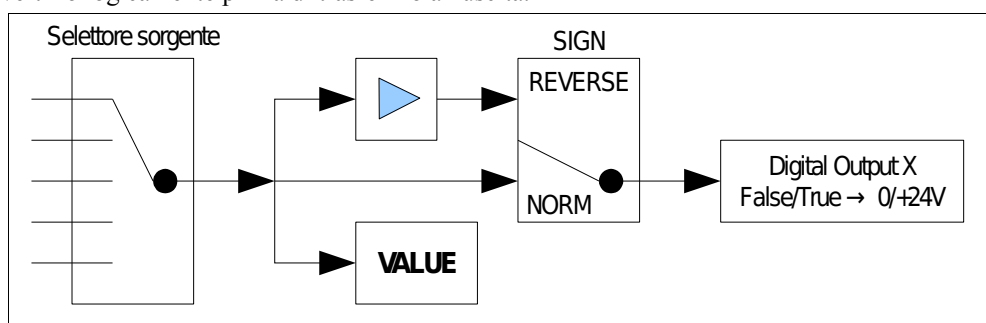 Selettore sorgente
SIGN
REVERSE
NORM
VALUE
Digital Output X
False/True → 0/+24V